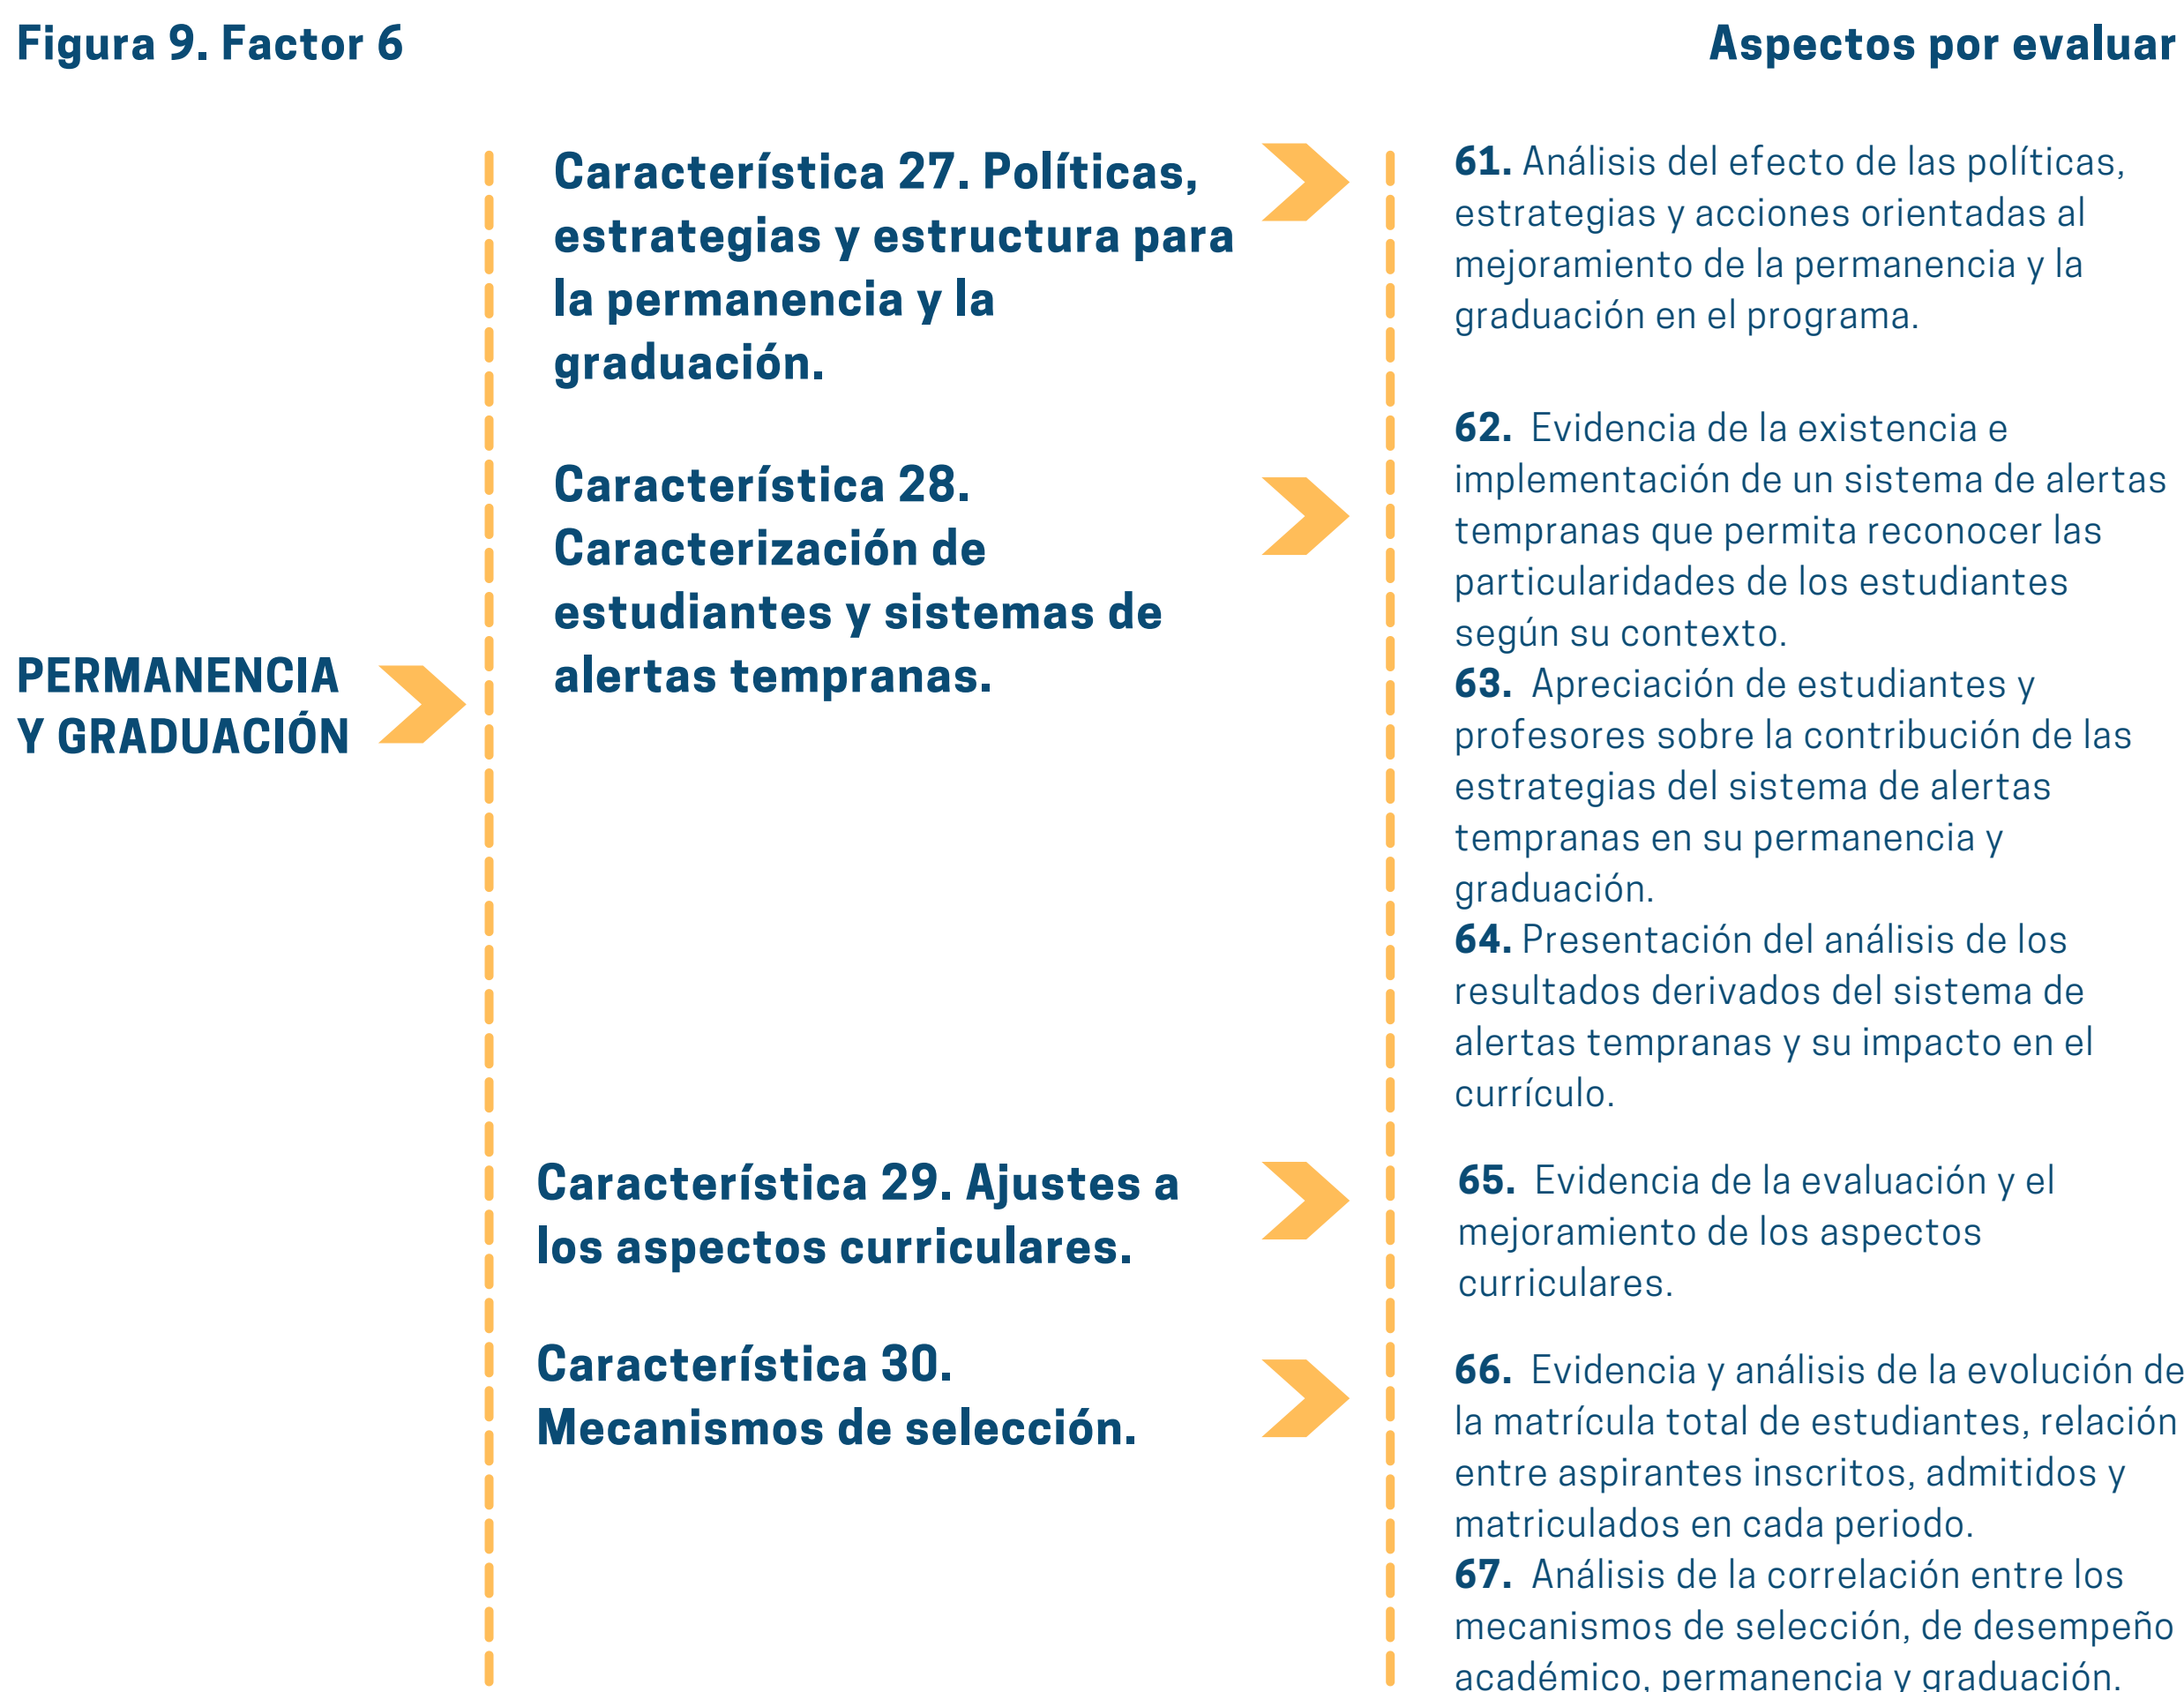 Figura 9. Factor 6
Aspectos por evaluar
PERMANENCIA
Y GRADUACIÓN
Característica 27. Políticas,
estrategias y estructura para
la permanencia y la
graduación.
61. Análisis del efecto de las políticas,
estrategias y acciones orientadas al
mejoramiento de la permanencia y la
graduación en el programa.
Característica 28.
Caracterización de
estudiantes y sistemas de
alertas tempranas.
62. Evidencia de la existencia e
implementación de un sistema de alertas
tempranas que permita reconocer las
particularidades de los estudiantes
según su contexto.
63. Apreciación de estudiantes y
profesores sobre la contribución de las
estrategias del sistema de alertas
tempranas en su permanencia y
graduación.
64. Presentación del análisis de los
resultados derivados del sistema de
alertas tempranas y su impacto en el
currículo.
Característica 29. Ajustes a
los aspectos curriculares.
65. Evidencia de la evaluación y el
mejoramiento de los aspectos
curriculares.
Característica 30.
Mecanismos de selección.
66. Evidencia y análisis de la evolución de
la matrícula total de estudiantes, relación
entre aspirantes inscritos, admitidos y
matriculados en cada periodo.
67. Análisis de la correlación entre los
mecanismos de selección, de desempeño
académico, permanencia y graduación.